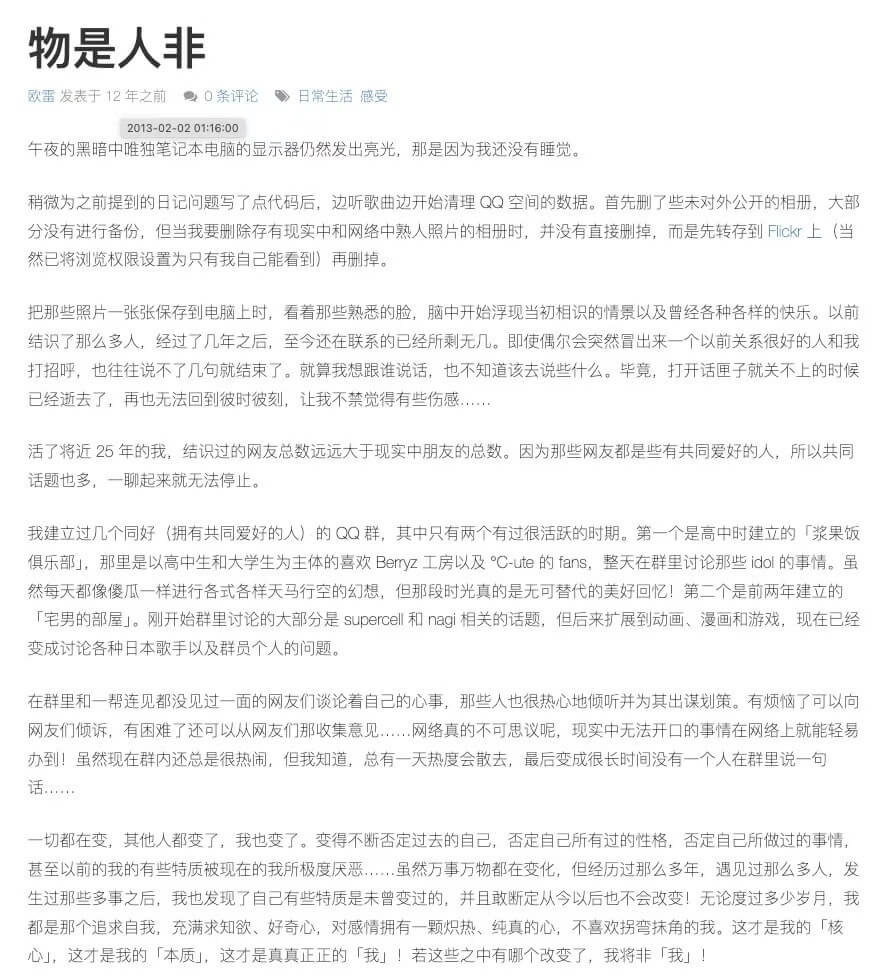 物是人非
欧雷 发表于 12 年之前 0 条评论 日常生活 感受
2013-02-02 01:16:00
午夜的黑暗中唯独笔记本电脑的显示器仍然发出亮光，那是因为我还没有睡觉。
稍微为之前提到的日记问题写了点代码后，边听歌曲边开始清理 QQ 空间的数据。首先删了些未对外公开的相册，大部
分没有进行备份，但当我要删除存有现实中和网络中熟人照片的相册时，并没有直接删掉，而是先转存到 Flickr 上（当
然已将浏览权限设置为只有我自己能看到）再删掉。
把那些照片一张张保存到电脑上时，看着那些熟悉的脸，脑中开始浮现当初相识的情景以及曾经各种各样的快乐。以前
结识了那么多人，经过了几年之后，至今还在联系的已经所剩无几。即使偶尔会突然冒出来一个以前关系很好的人和我
打招呼，也往往说不了几句就结束了。就算我想跟谁说话，也不知道该去说些什么。毕竟，打开话匣子就关不上的时候
已经逝去了，再也无法回到彼时彼刻，让我不禁觉得有些伤感……
活了将近 25 年的我，结识过的网友总数远远大于现实中朋友的总数。因为那些网友都是些有共同爱好的人，所以共同
话题也多，一聊起来就无法停止。
我建立过几个同好（拥有共同爱好的人）的 QQ 群，其中只有两个有过很活跃的时期。第一个是高中时建立的「浆果饭
俱乐部」，那里是以高中生和大学生为主体的喜欢 Berryz 工房以及 °C-ute 的 fans，整天在群里讨论那些 idol 的事情。虽
然每天都像傻瓜一样进行各式各样天马行空的幻想，但那段时光真的是无可替代的美好回忆！第二个是前两年建立的
「宅男的部屋」。刚开始群里讨论的大部分是 supercell 和 nagi 相关的话题，但后来扩展到动画、漫画和游戏，现在已经
变成讨论各种日本歌手以及群员个人的问题。
在群里和一帮连见都没见过一面的网友们谈论着自己的心事，那些人也很热心地倾听并为其出谋划策。有烦恼了可以向
网友们倾诉，有困难了还可以从网友们那收集意见……网络真的不可思议呢，现实中无法开口的事情在网络上就能轻易
办到！虽然现在群内还总是很热闹，但我知道，总有一天热度会散去，最后变成很长时间没有一个人在群里说一句
话……
一切都在变，其他人都变了，我也变了。变得不断否定过去的自己，否定自己所有过的性格，否定自己所做过的事情，
甚至以前的我的有些特质被现在的我所极度厌恶……虽然万事万物都在变化，但经历过那么多年，遇见过那么多人，发
生过那些多事之后，我也发现了自己有些特质是未曾变过的，并且敢断定从今以后也不会改变！无论度过多少岁月，我
都是那个追求自我，充满求知欲、好奇心，对感情拥有一颗炽热、纯真的心，不喜欢拐弯抹角的我。这才是我的「核
心」，这才是我的「本质」，这才是真真正正的「我」！若这些之中有哪个改变了，我将非「我」！